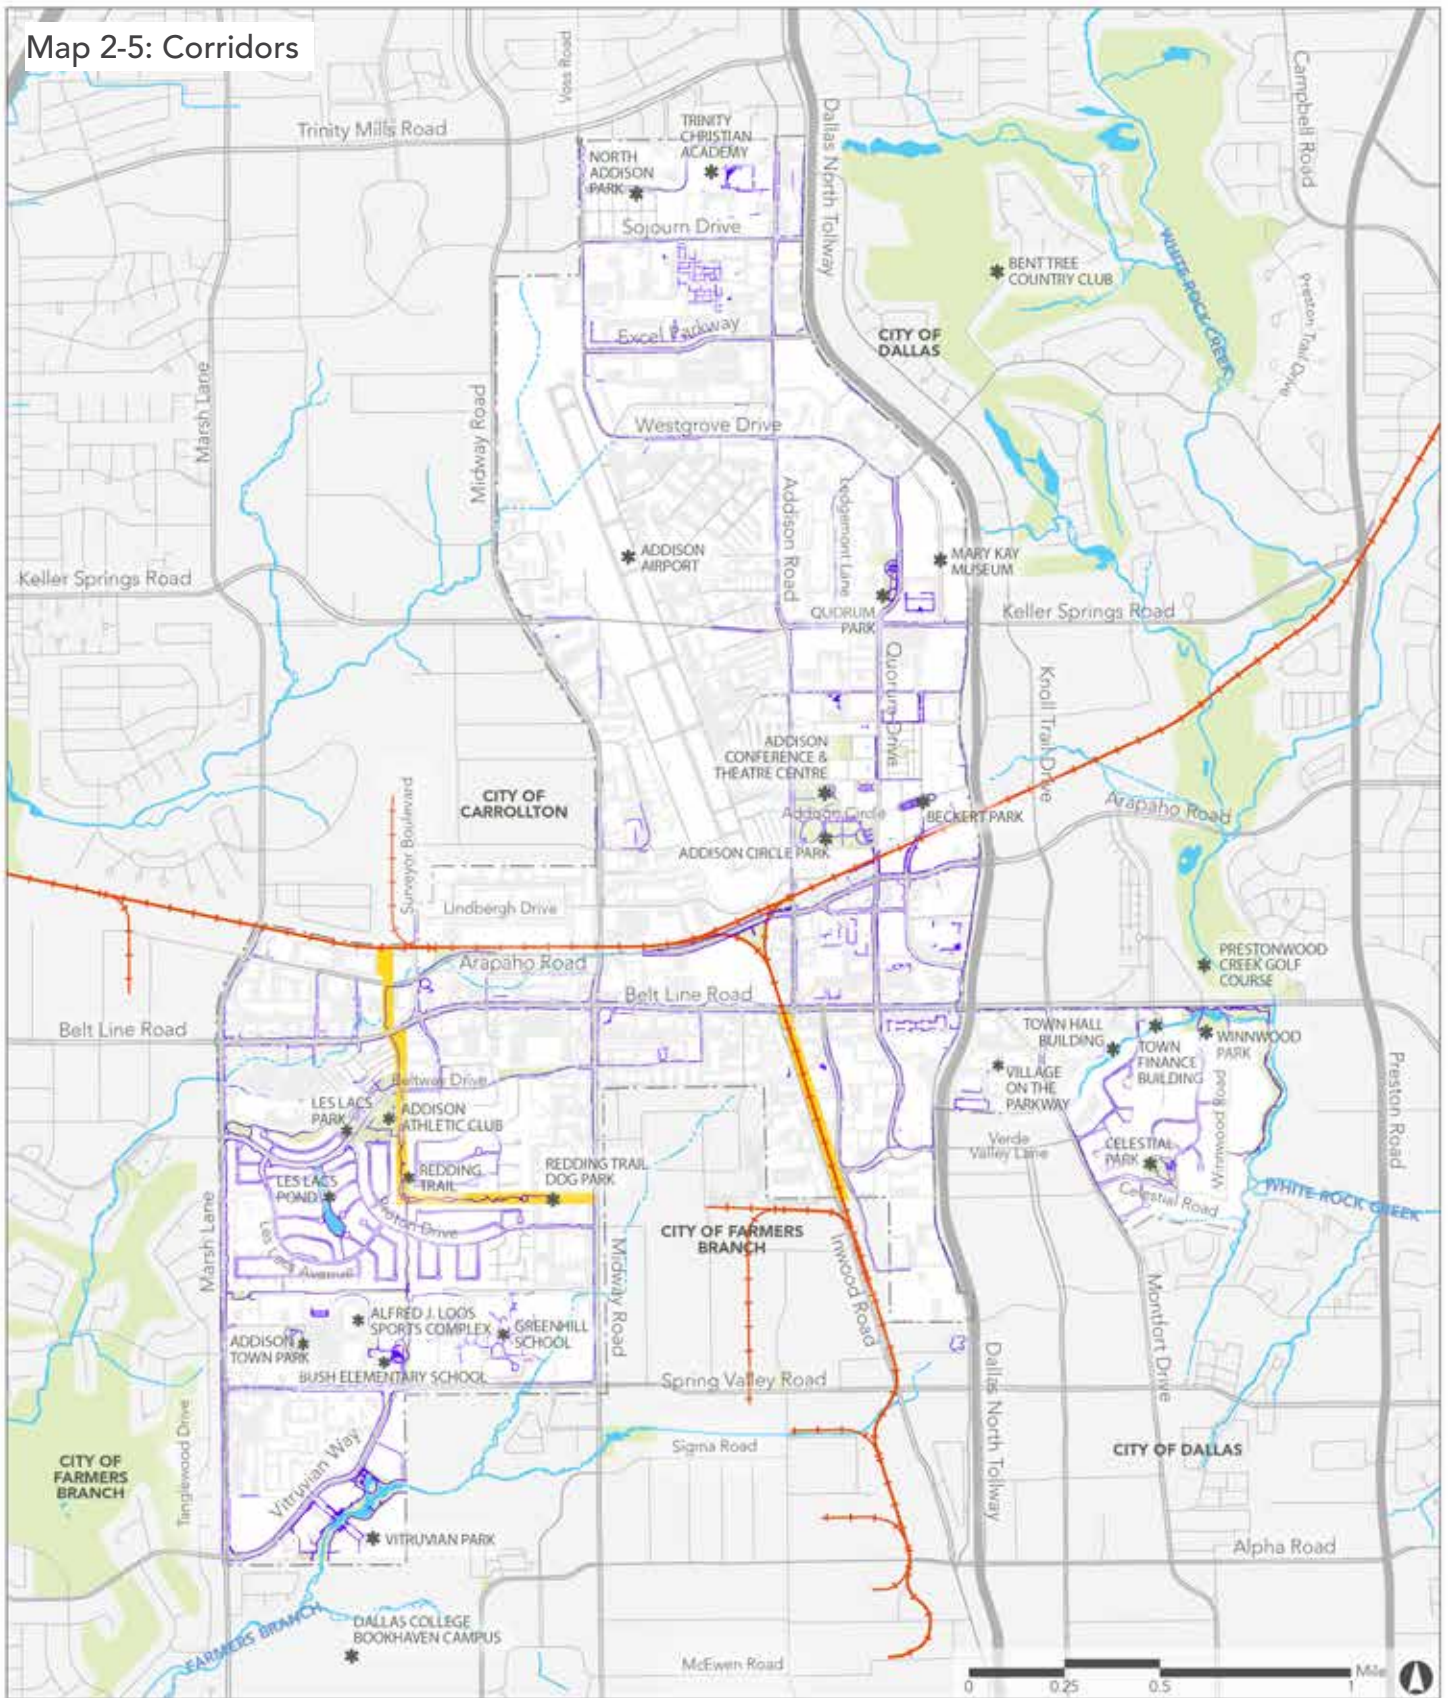 Map 2-5: Corridors
Voss Road
Campbell Road
Trinity Mills Road
Dallas North Tollway
TRINITY
CHRISTIAN
ACADEMY
NORTH
ADDISON
PARK
Sojourn Drive
WHITE ROCK CREEK
BENT TREE
COUNTRY CLUB
Preston Trail Drive
Excel Parkway
CITY OF
DALLAS
Marsh Lane
Midway Road
Westgrove Drive
Addison Road
Ledgemont Lane
ADDISON
AIRPORT
MARY KAY
MUSEUM
Keller Springs Road
QUORUM
PARK
Keller Springs Road
Quorum Drive
Knoll Trail Drive
ADDISON
CONFERENCE &
THEATRE CENTRE
CITY OF
CARROLLTON
Surveyor Boulevard
Addison Circle
BECKERT PARK
Arapaho Road
ADDISON CIRCLE PARK
Lindbergh Drive
Arapaho Road
PRESTONWOOD
CREEK GOLF
COURSE
Belt Line Road
Belt Line Road
TOWN HALL
BUILDING
TOWN
FINANCE
BUILDING
WINNWOOD
PARK
VILLAGE
ON THE
PARKWAY
Beltway Drive
LES LACS
PARK
ADDISON
ATHLETIC CLUB
Winnwood Road
Preston Road
Verde
Valley Lane
CELESTIAL
PARK
REDDING
TRAIL
REDDING TRAIL
DOG PARK
LES LACS
POND
Celestial Road
WHITE ROCK CREEK
Marsh Lane
Proton Drive
Les Lacs Avenue
CITY OF FARMERS
BRANCH
Midway Road
Inwood Road
Montfort Drive
ALFRED J. LOOS
SPORTS COMPLEX
GREENHILL
SCHOOL
ADDISON
TOWN PARK
BUSH ELEMENTARY SCHOOL
Spring Valley Road
Dallas North Tollway
Tanglewood Drive
Vitruvian Way
Sigma Road
CITY OF DALLAS
CITY OF
FARMERS
BRANCH
VITRUVIAN PARK
Alpha Road
FARMERS BRANCH
DALLAS COLLEGE
BOOKHAVEN CAMPUS
McEwen Road
Mile
0 0.25 0.5 1